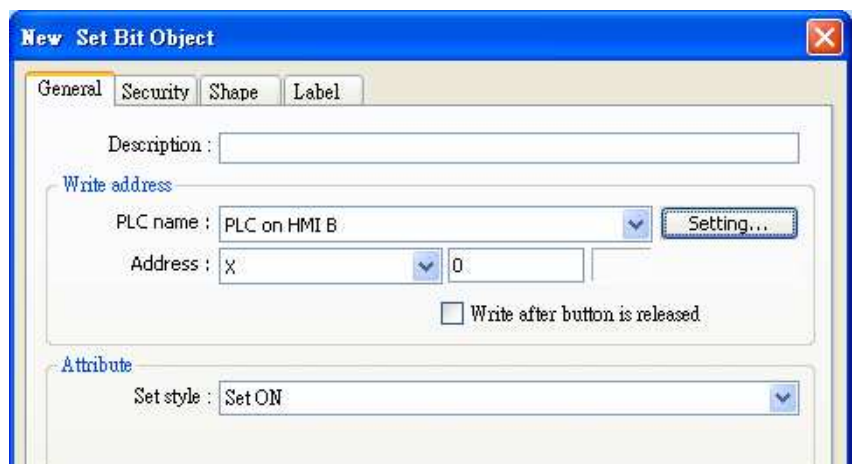 New Set Bit Object
General Security Shape Label
Description :
Write address
PLC name : PLC on HMI B Setting...
Address : X 0
Write after button is released
Attribute
Set style : Set ON